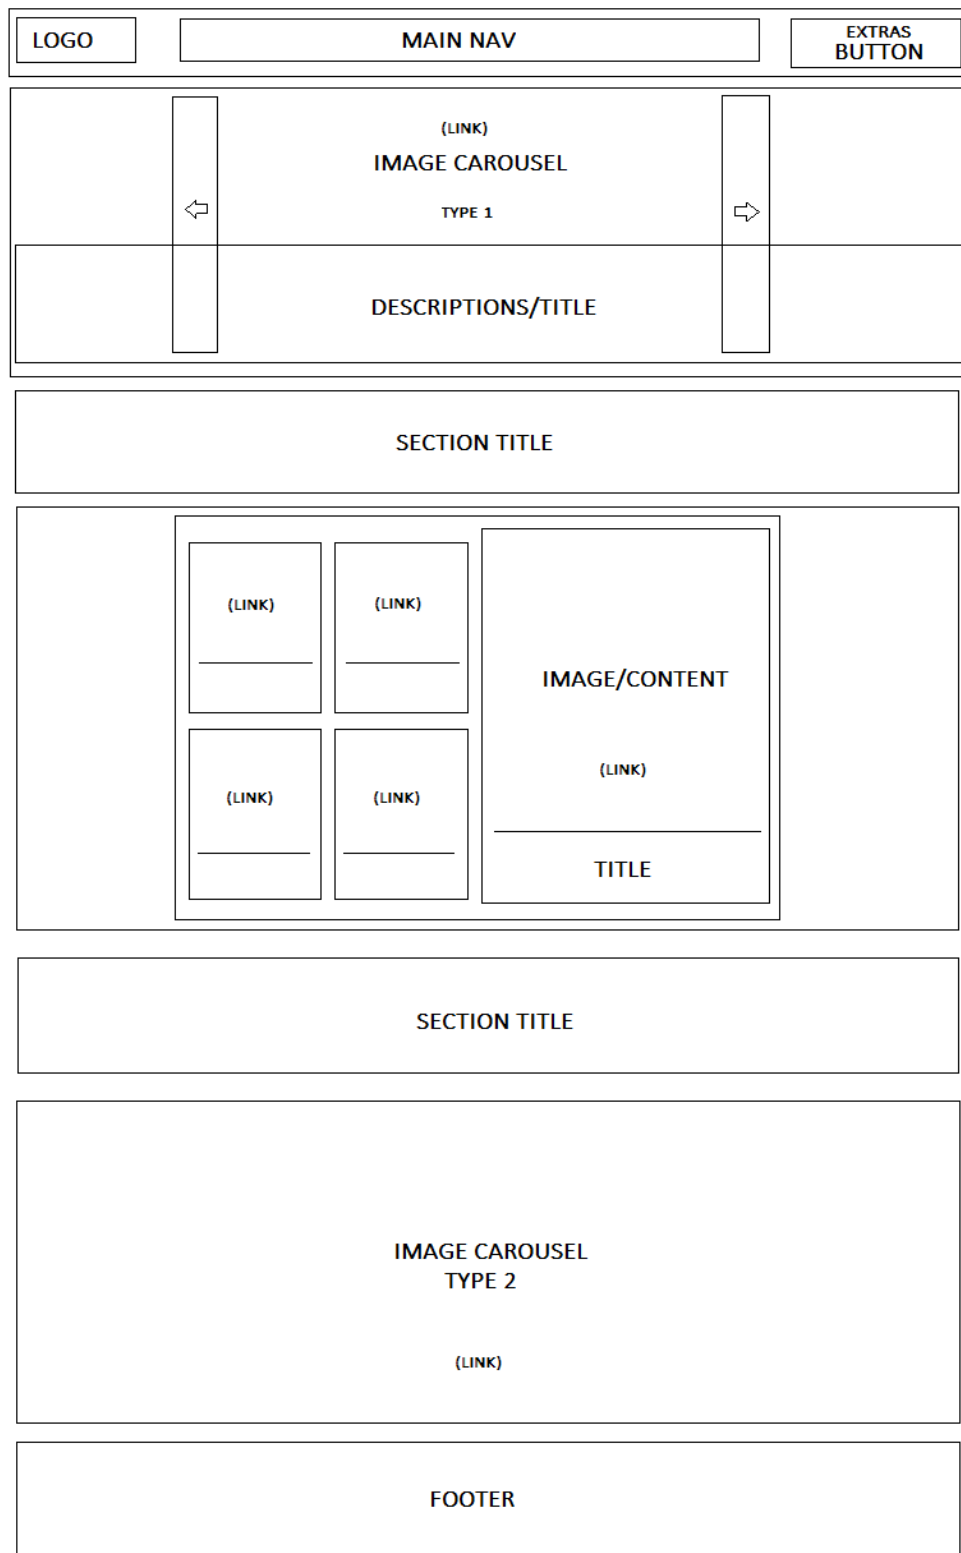 LOGO
MAIN NAV
EXTRAS
BUTTON
(LINK)
IMAGE CAROUSEL
TYPE 1
DESCRIPTIONS/TITLE
SECTION TITLE
(LINK)
(LINK)
(LINK)
(LINK)
IMAGE/CONTENT
(LINK)
TITLE
SECTION TITLE
IMAGE CAROUSEL
TYPE 2
(LINK)
FOOTER